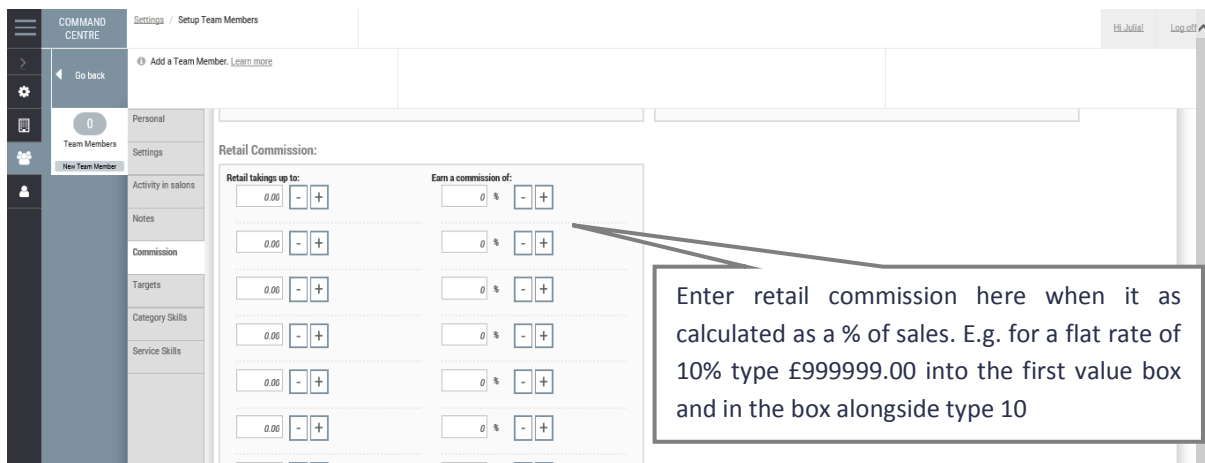 COMMAND CENTRE
Settings / Setup Team Members
Hi Julia!
Log off
Go back
Add a Team Member. Learn more
0
Team Members
New Team Member
Personal
Settings
Activity in salons
Notes
Commission
Targets
Category Skills
Service Skills
Retail Commission:
Retail takings up to: Earn a commission of:
0.00 - + 0 % - +
0.00 - + 0 % - +
0.00 - + 0 % - +
0.00 - + 0 % - +
0.00 - + 0 % - +
0.00 - + 0 % - +
Enter retail commission here when it as
calculated as a % of sales. E.g. for a flat rate of
10% type £999999.00 into the first value box
and in the box alongside type 10